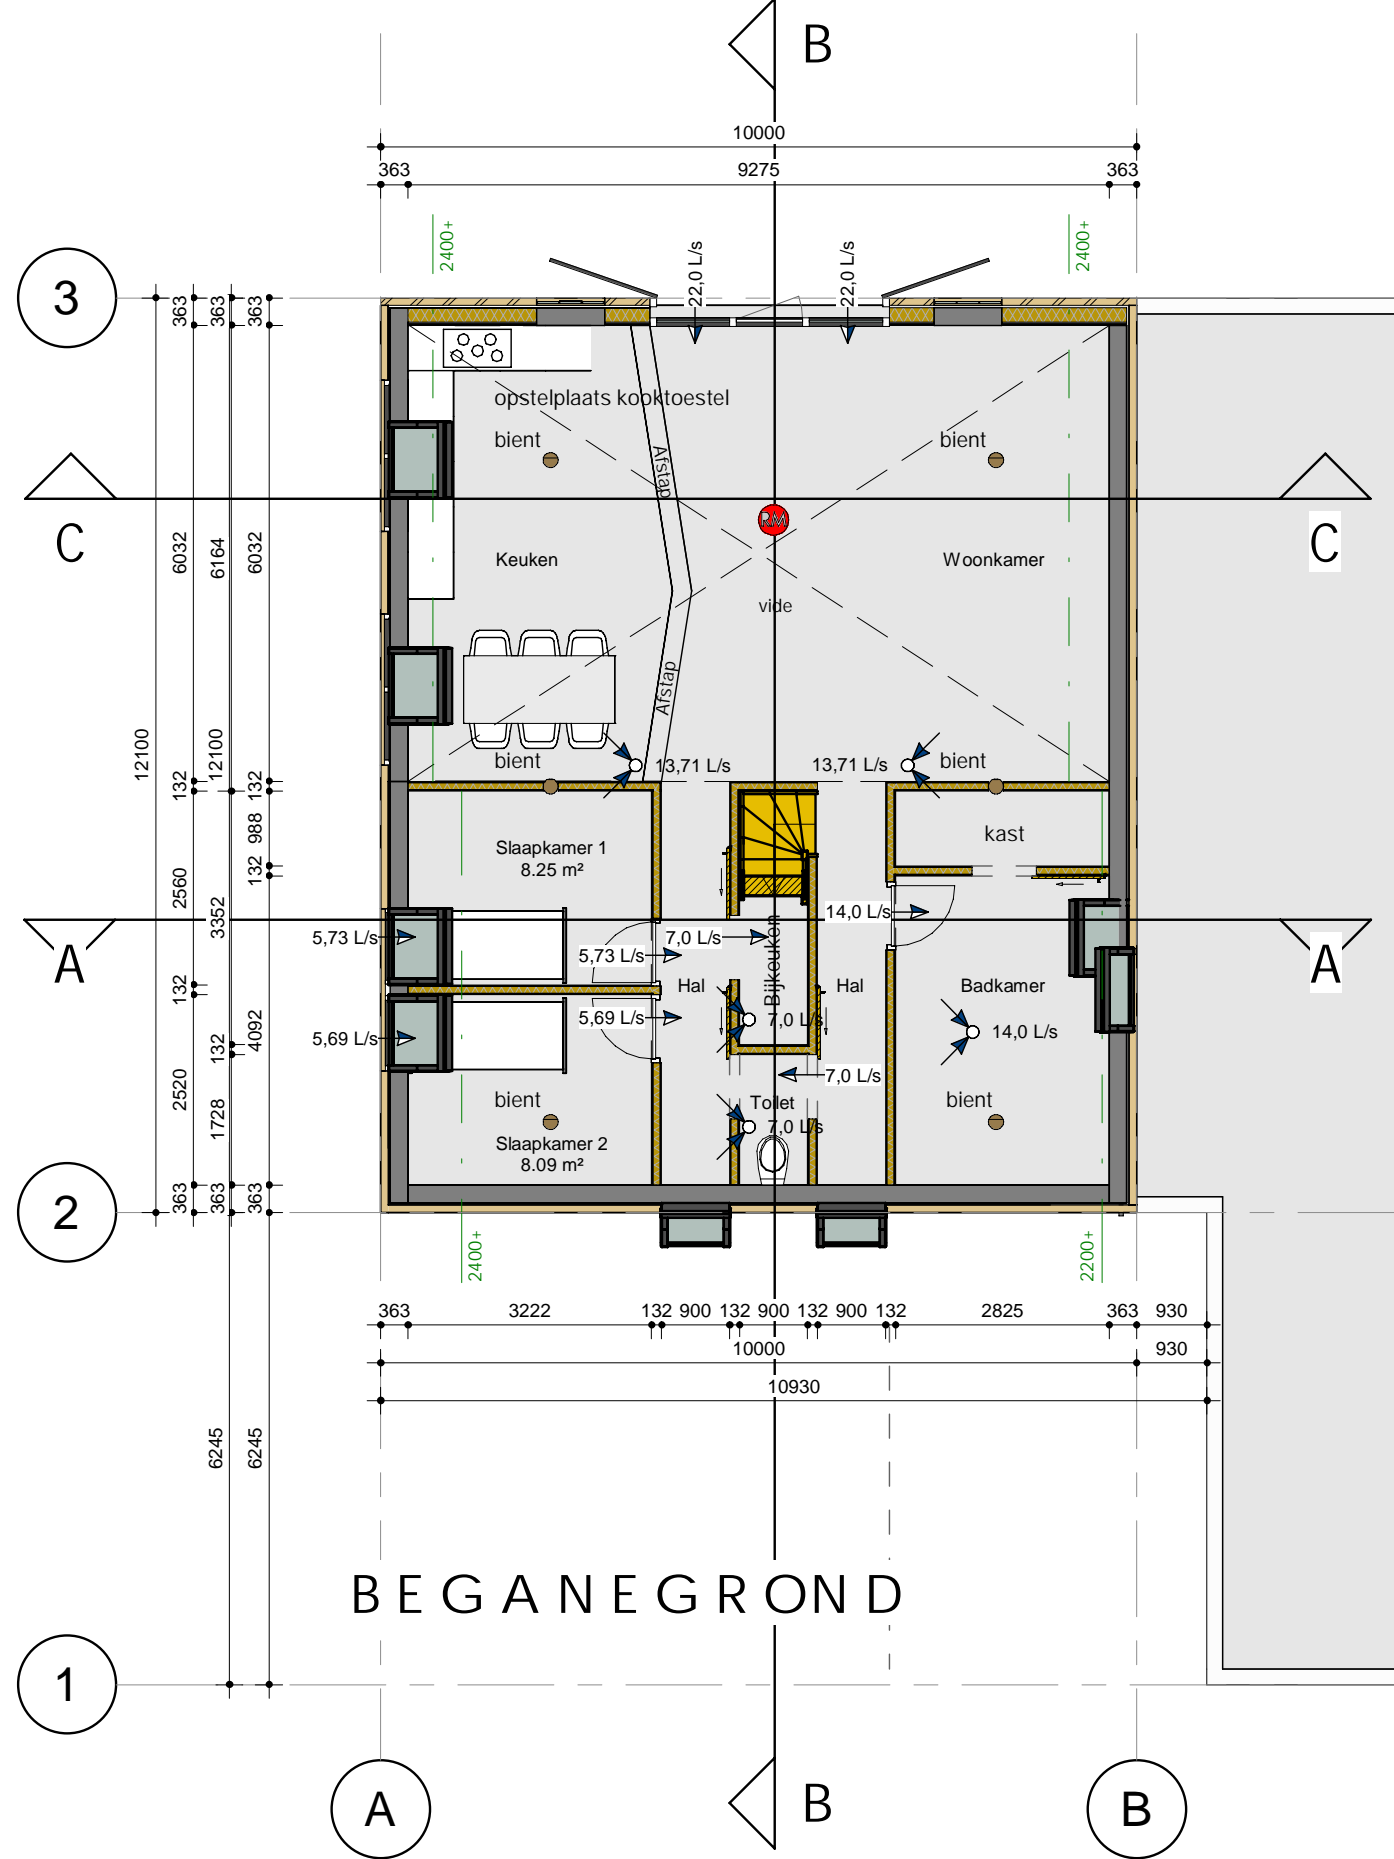 B
10000
363 9275 363
2400+ 22,0 L/s 22,0 L/s 2400+
3
363 363 363
opstelplaats kooktoestel
bient bient
Afstap
C RM C
6032 6164 6032
Keuken Woonkamer
vide
Afstap
12100 12100
bient 13,71 L/s 13,71 L/s bient
132 132
988 kast
Slaapkamer 1
8.25 m²
132
2560 3352
14,0 L/s
A 5,73 L/s 5,73 L/s 7,0 L/s A
Bijkeuken
Hal Hal Badkamer
132
5,69 L/s 5,69 L/s 7,0 L/s 14,0 L/s
132 4092
7,0 L/s
2520 1728
bient Toilet bient
7,0 L/s
Slaapkamer 2
8.09 m²
363 363 363
2
2400+ 2200+
363 3222 132 900 132 900 132 900 132 2825 363 930
10000 930
10930
6245 6245
BEGANEGROND
1
A B B